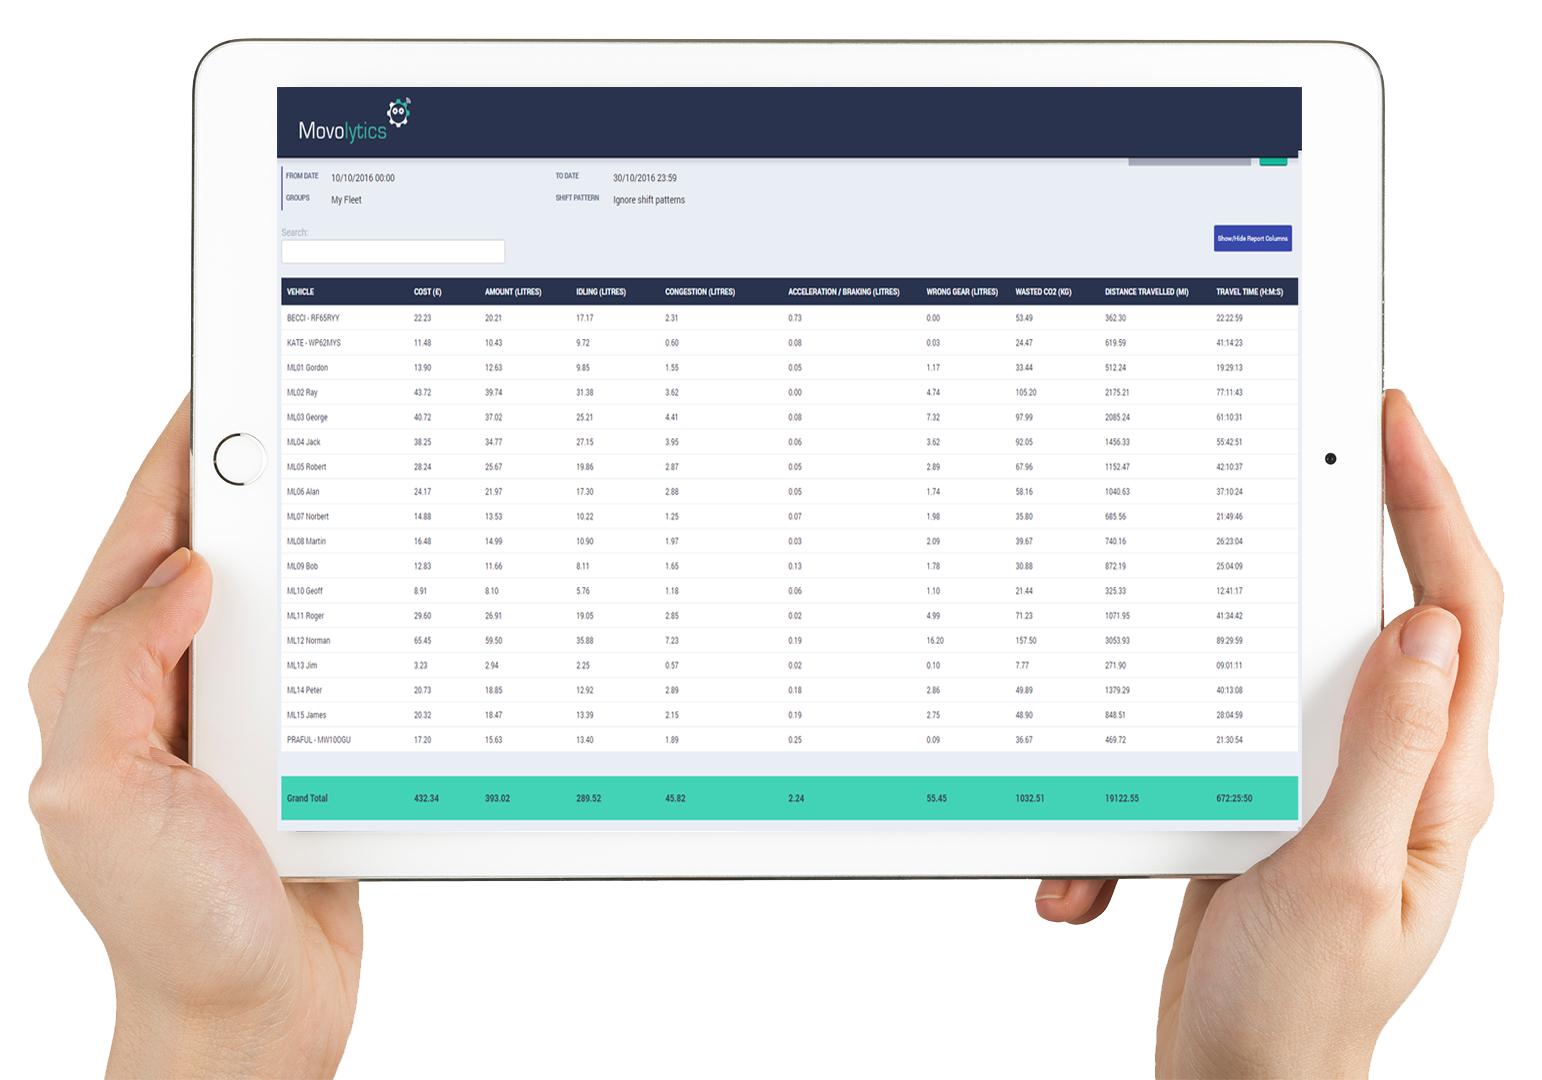 Movolytics
FROM DATE 10/10/2016 00:00 TO DATE 30/10/2016 23:59
GROUPS My Fleet SHIFT PATTERN Ignore shift patterns
Search:
Show/Hide Report Columns
VEHICLE COST (£) AMOUNT (LITRES) IDLING (LITRES) CONGESTION (LITRES) ACCELERATION / BRAKING (LITRES) WRONG GEAR (LITRES) WASTED CO2 (KG) DISTANCE TRAVELLED (MI) TRAVEL TIME (H:M:S)
BECCI - RF65RYY 22.23 20.21 17.17 2.31 0.73 0.00 53.49 362.30 22:22:59
KATE - WP62MYS 11.48 10.43 9.72 0.60 0.08 0.03 24.47 619.59 41:14:23
ML01 Gordon 13.90 12.63 9.85 1.55 0.05 1.17 33.44 512.24 19:29:13
ML02 Ray 43.72 39.74 31.38 3.62 0.00 4.74 105.20 2175.21 77:11:43
ML03 George 40.72 37.02 25.21 4.41 0.08 7.32 97.99 2085.24 61:10:31
ML04 Jack 38.25 34.77 27.15 3.95 0.06 3.62 92.05 1456.33 55:42:51
ML05 Robert 28.24 25.67 19.86 2.87 0.05 2.89 67.96 1152.47 42:10:37
ML06 Alan 24.17 21.97 17.30 2.88 0.05 1.74 58.16 1040.63 37:10:24
ML07 Norbert 14.88 13.53 10.22 1.25 0.07 1.98 35.80 685.56 21:49:46
ML08 Martin 16.48 14.99 10.90 1.97 0.03 2.09 39.67 740.16 26:23:04
ML09 Bob 12.83 11.66 8.11 1.65 0.13 1.78 30.88 872.19 25:04:09
ML10 Geoff 8.91 8.10 5.76 1.18 0.06 1.10 21.44 325.33 12:41:17
ML11 Roger 29.60 26.91 19.05 2.85 0.02 4.99 71.23 1071.95 41:34:42
ML12 Norman 65.45 59.50 35.88 7.23 0.19 16.20 157.50 3053.93 89:29:59
ML13 Jim 3.23 2.94 2.25 0.57 0.02 0.10 7.77 271.90 09:01:11
ML14 Peter 20.73 18.85 12.92 2.89 0.18 2.86 49.89 1379.29 40:13:08
ML15 James 20.32 18.47 13.39 2.15 0.19 2.75 48.90 848.51 28:04:59
PRAFUL - MW10OGU 17.20 15.63 13.40 1.89 0.25 0.09 36.67 469.72 21:30:54
Grand Total 432.34 393.02 289.52 45.82 2.24 55.45 1032.51 19122.55 672:25:50